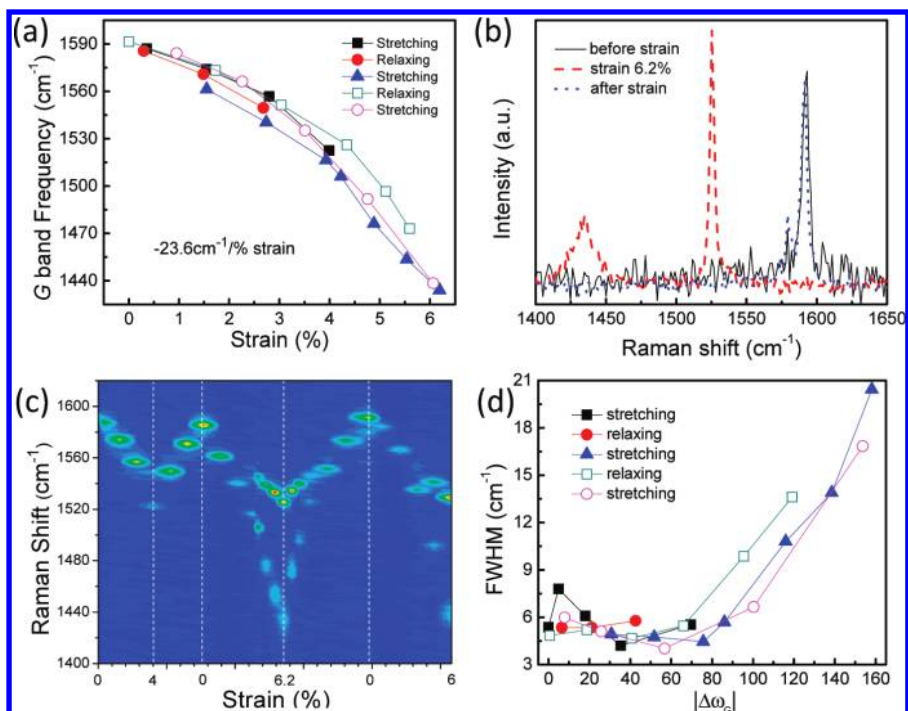 (a)
G band Frequency (cm⁻¹)
1590
1560
1530
1500
1470
1440
Stretching
Relaxing
Stretching
Relaxing
Stretching
-23.6cm⁻¹/% strain
0 1 2 3 4 5 6
Strain (%)
(b)
Intensity (a.u.)
before strain
strain 6.2%
after strain
1400 1450 1500 1550 1600 1650
Raman shift (cm⁻¹)
(c)
Raman Shift (cm⁻¹)
1600
1560
1520
1480
1440
1400
0 4 0 6.2 0 6
Strain (%)
(d)
FWHM (cm⁻¹)
21
18
15
12
9
6
3
stretching
relaxing
stretching
relaxing
stretching
0 20 40 60 80 100 120 140 160
|Δω_G|